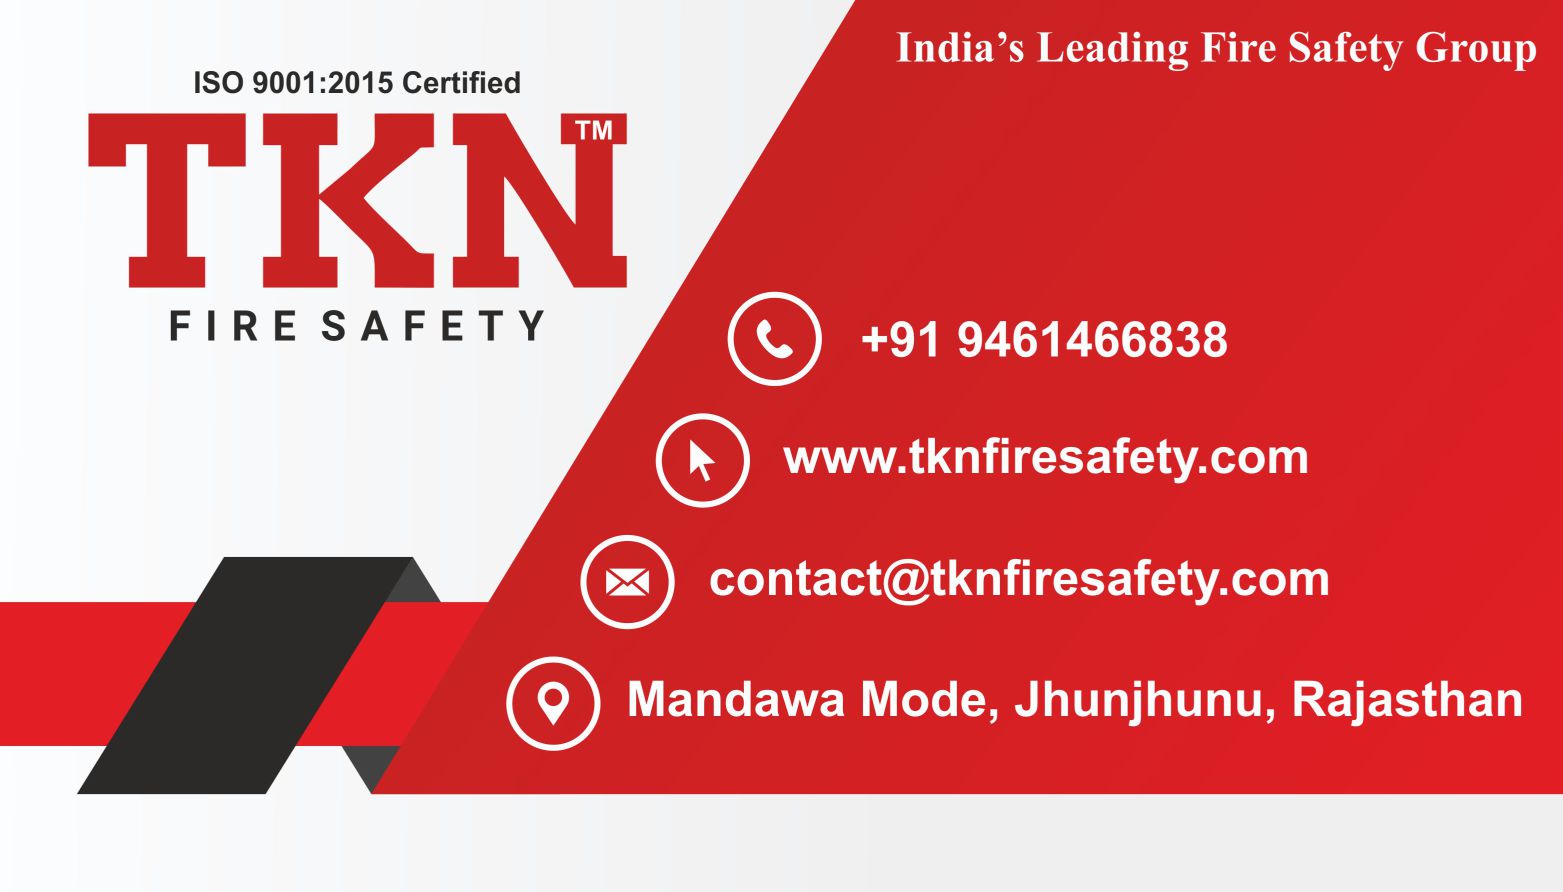 India’s Leading Fire Safety Group
ISO 9001:2015 Certified
TKN™
FIRE SAFETY
+91 9461466838
www.tknfiresafety.com
contact@tknfiresafety.com
Mandawa Mode, Jhunjhunu, Rajasthan